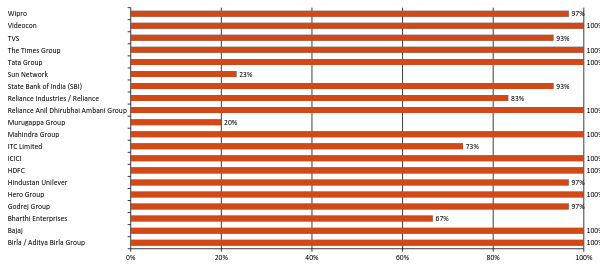 Wipro 97%
Videocon 100%
TVS 93%
The Times Group 100%
Tata Group 100%
Sun Network 23%
State Bank of India (SBI) 93%
Reliance Industries / Reliance 83%
Reliance Anil Dhirubhai Ambani Group 100%
Murugappa Group 20%
Mahindra Group 100%
ITC Limited 73%
ICICI 100%
HDFC 100%
Hindustan Unilever 97%
Hero Group 100%
Godrej Group 97%
Bharthi Enterprises 67%
Bajaj 100%
Birla / Aditya Birla Group 100%
0% 20% 40% 60% 80% 100%